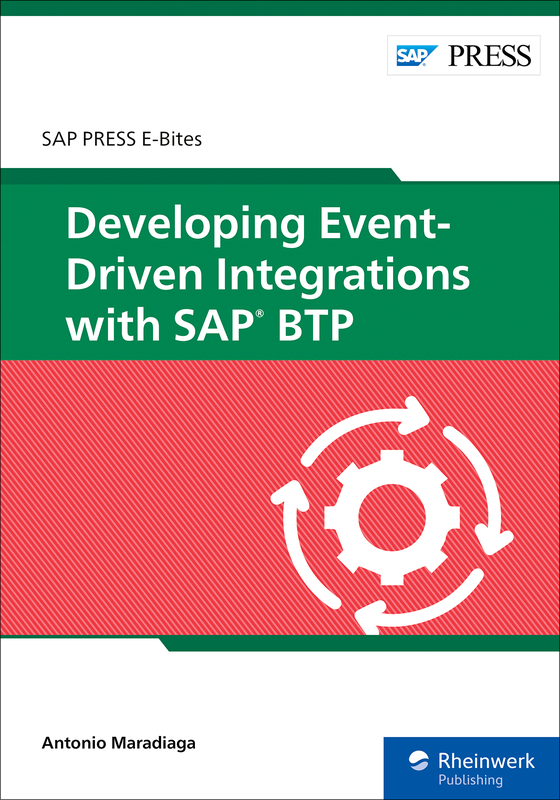 SAP PRESS
SAP PRESS E-Bites
Developing Event-
Driven Integrations
with SAP® BTP
Antonio Maradiaga
Rheinwerk
Publishing